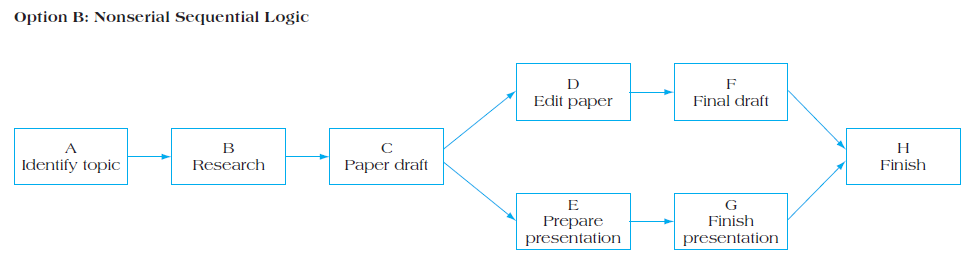 Option B: Nonserial Sequential Logic
A
Identify topic
B
Research
C
Paper draft
D
Edit paper
F
Final draft
E
Prepare
presentation
G
Finish
presentation
H
Finish